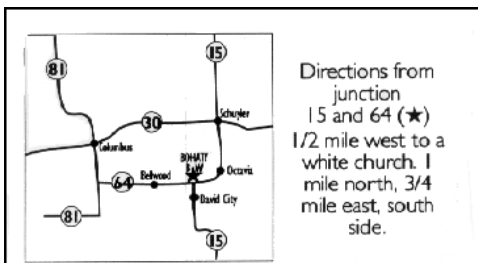 15
81
Schuyler
30
Columbus
BOHATY
Bellwood
Octavia
64
David City
81
15
Directions from
junction
15 and 64 (★)
1/2 mile west to a
white church. 1
mile north, 3/4
mile east, south
side.